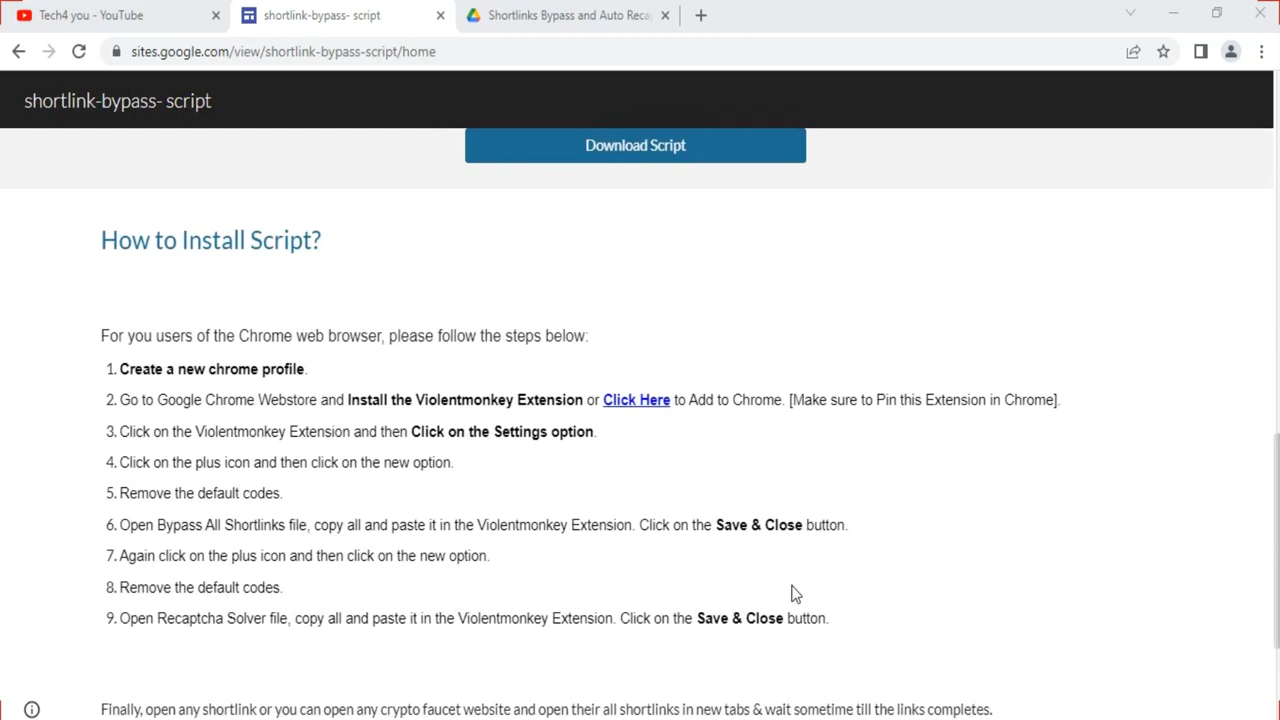 Tech4 you - YouTube
shortlink-bypass- script
Shortlinks Bypass and Auto Reca
sites.google.com/view/shortlink-bypass-script/home
shortlink-bypass- script
Download Script
How to Install Script?
For you users of the Chrome web browser, please follow the steps below:
1. Create a new chrome profile.
2. Go to Google Chrome Webstore and Install the Violentmonkey Extension or Click Here to Add to Chrome. [Make sure to Pin this Extension in Chrome].
3. Click on the Violentmonkey Extension and then Click on the Settings option.
4. Click on the plus icon and then click on the new option.
5. Remove the default codes.
6. Open Bypass All Shortlinks file, copy all and paste it in the Violentmonkey Extension. Click on the Save & Close button.
7. Again click on the plus icon and then click on the new option.
8. Remove the default codes.
9. Open Recaptcha Solver file, copy all and paste it in the Violentmonkey Extension. Click on the Save & Close button.
Finally, open any shortlink or you can open any crypto faucet website and open their all shortlinks in new tabs & wait sometime till the links completes.